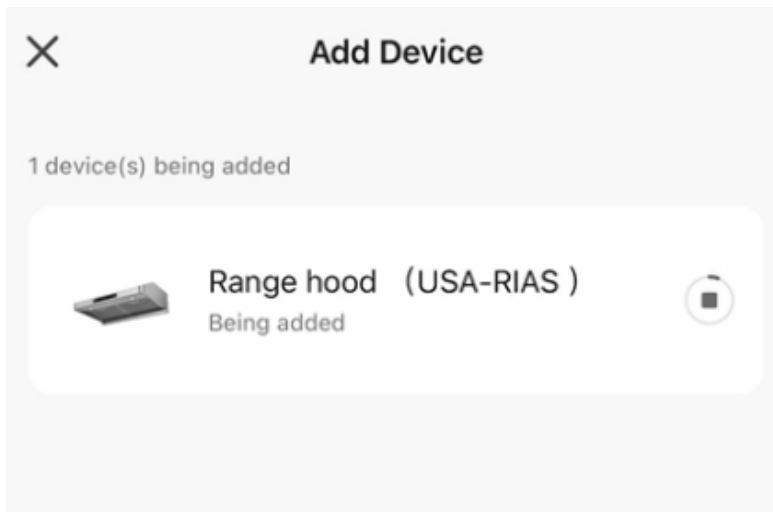 Add Device
1 device(s) being added
Range hood （USA-RIAS ）
Being added